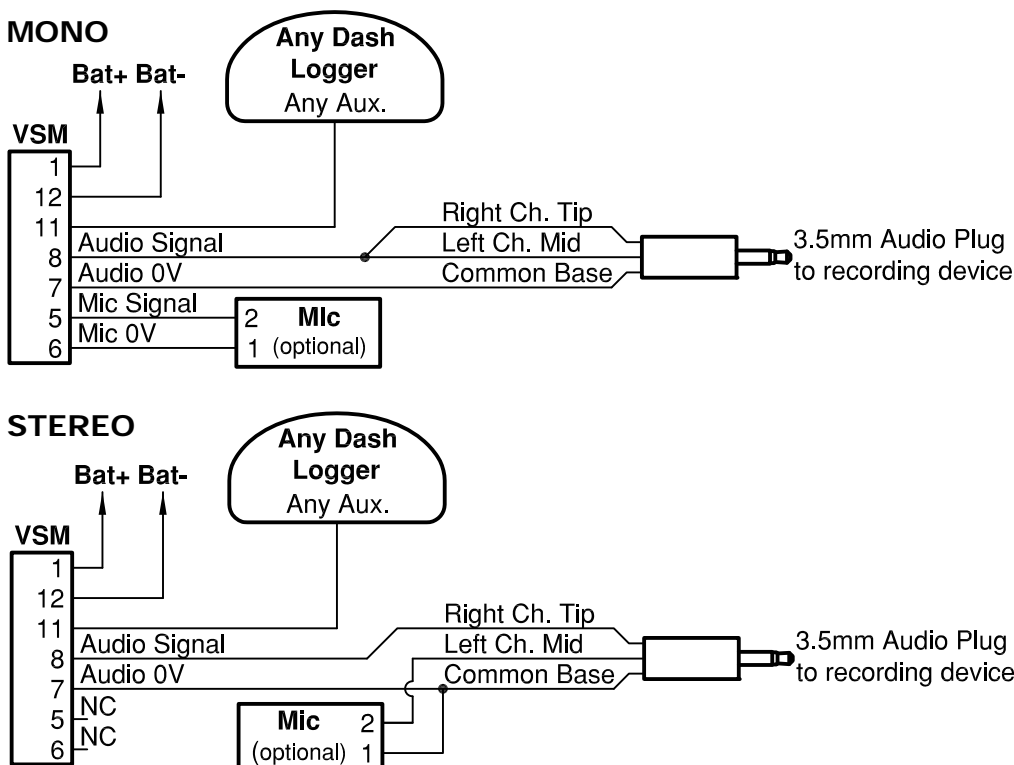 MONO
Bat+ Bat-
Any Dash
Logger
Any Aux.
VSM
1
12
11
8
7
5
6
Audio Signal
Audio 0V
Mic Signal
Mic 0V
2 MIc
1 (optional)
Right Ch. Tip
Left Ch. Mid
Common Base
3.5mm Audio Plug
to recording device
STEREO
Bat+ Bat-
Any Dash
Logger
Any Aux.
VSM
1
12
11
8
7
5
6
Audio Signal
Audio 0V
NC
NC
Mic 2
(optional) 1
Right Ch. Tip
Left Ch. Mid
Common Base
3.5mm Audio Plug
to recording device